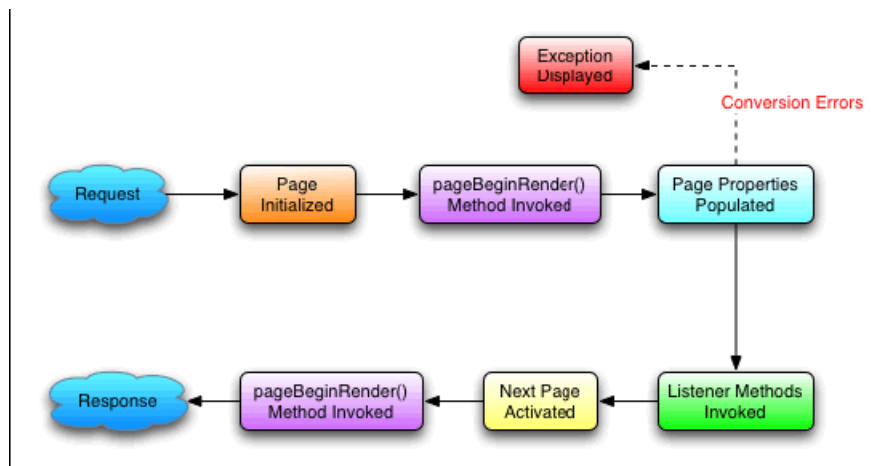 Exception
Displayed
Conversion Errors
Request
Page
Initialized
pageBeginRender()
Method Invoked
Page Properties
Populated
Response
pageBeginRender()
Method Invoked
Next Page
Activated
Listener Methods
Invoked